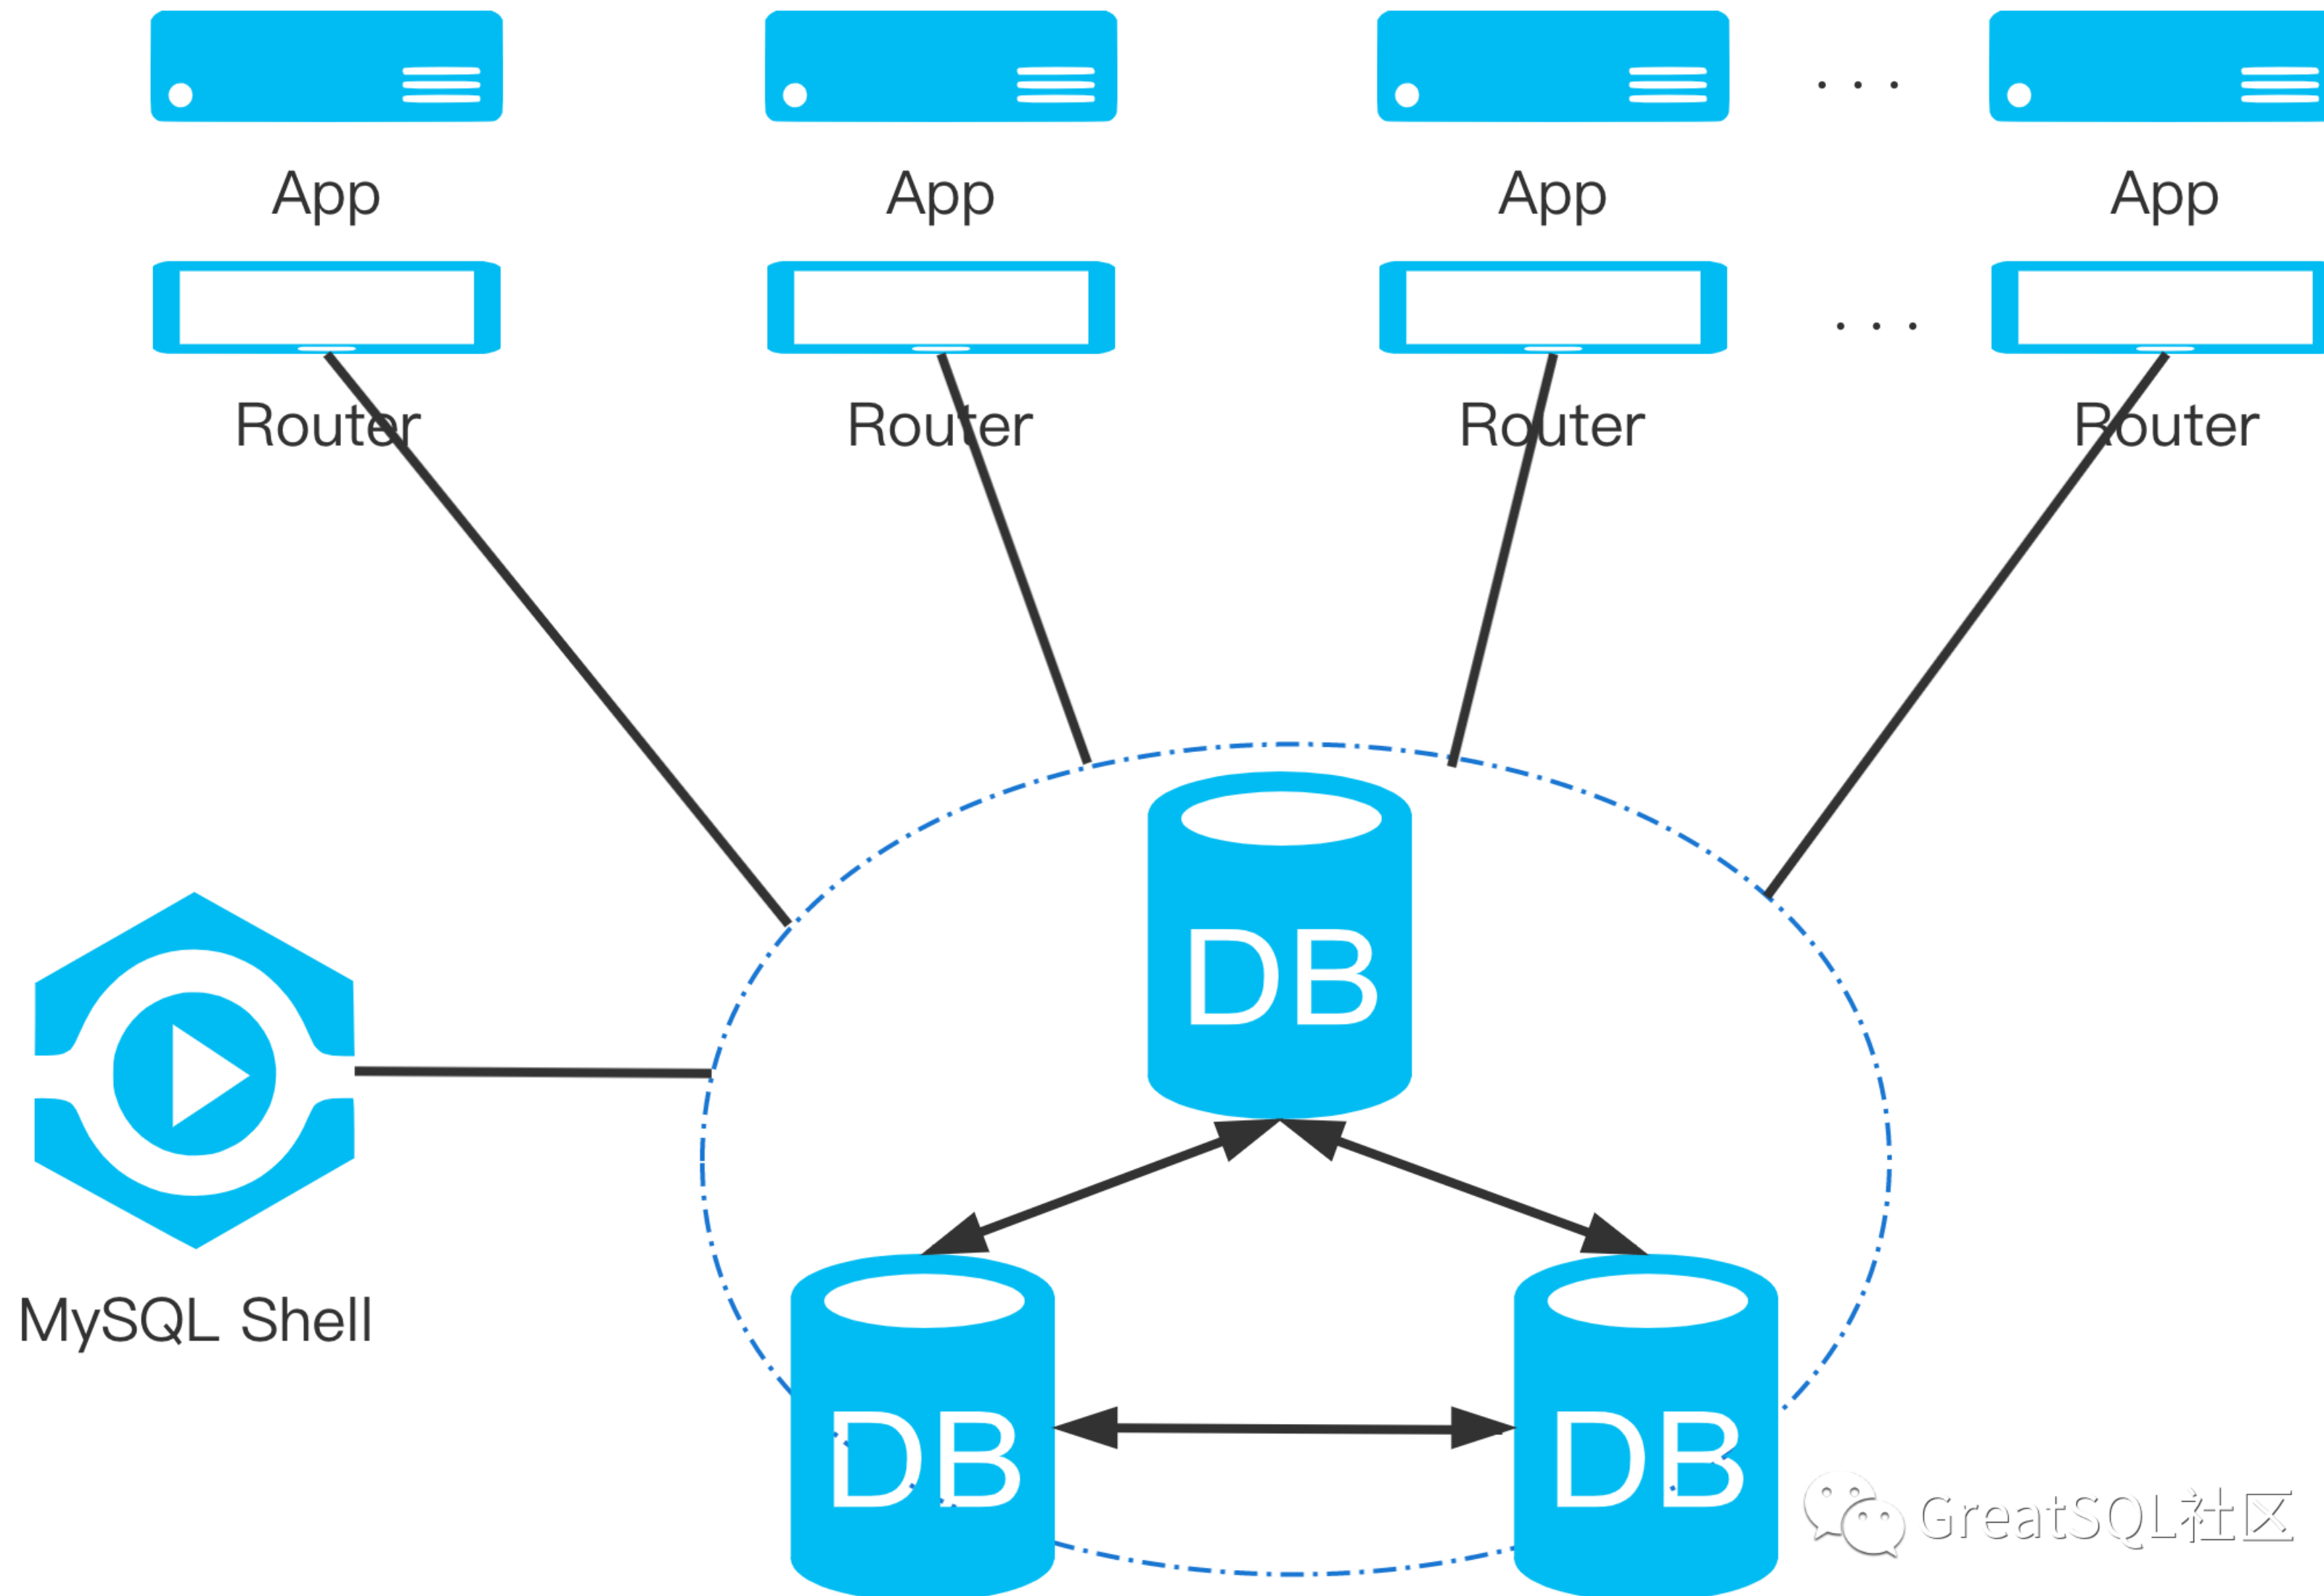 App App App ... App
Router Router Router ... Router
DB
MySQL Shell
DB DB
GreatSQL社区